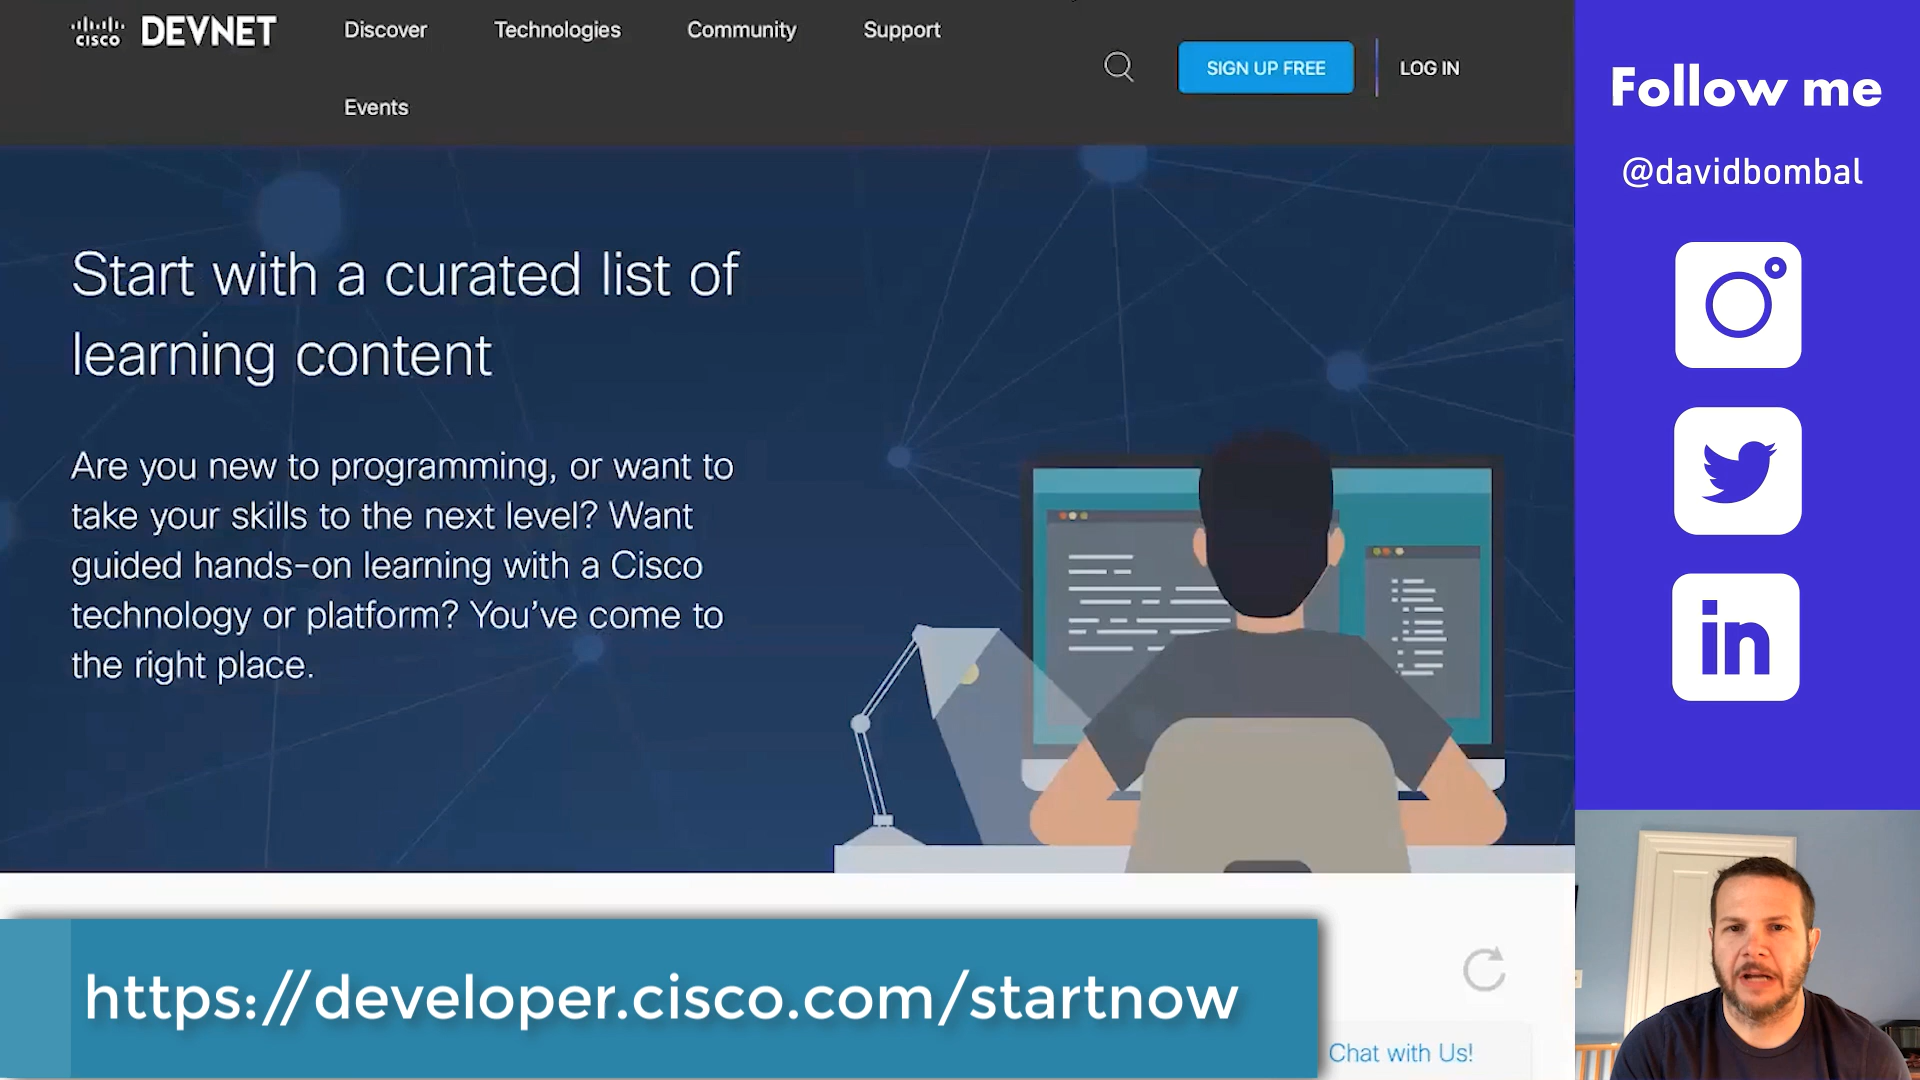 CISCO DEVNET
Discover
Technologies
Community
Support
Events
SIGN UP FREE
LOG IN
Start with a curated list of
learning content
Are you new to programming, or want to
take your skills to the next level? Want
guided hands-on learning with a Cisco
technology or platform? You've come to
the right place.
https://developer.cisco.com/startnow
Chat with Us!
Follow me
@davidbombal
in